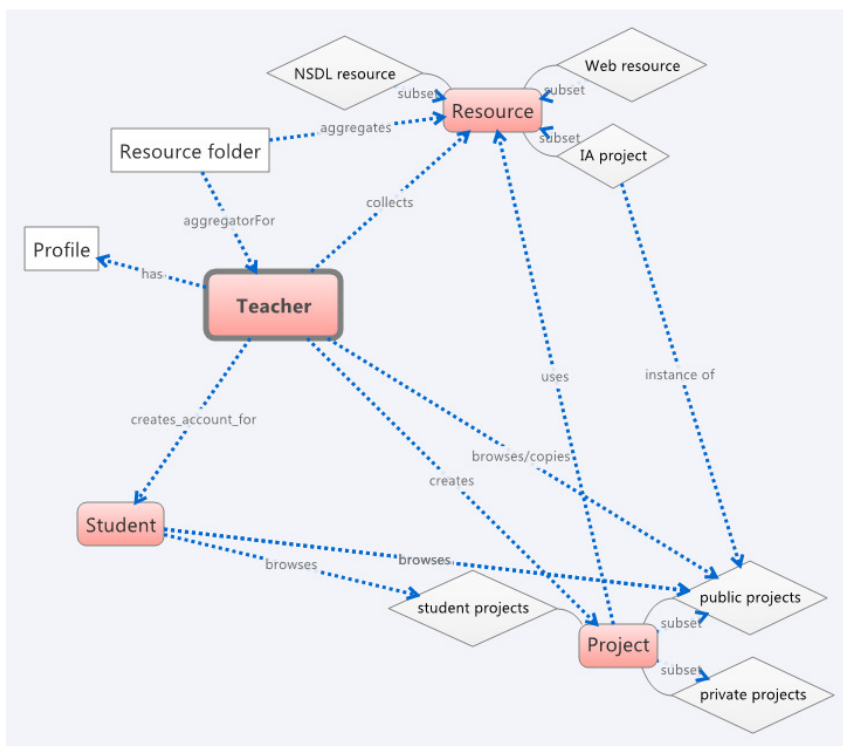 NSDL resource
Web resource
subset
subset
Resource
aggregates
subset
Resource folder
IA project
collects
aggregatorFor
Profile
has
Teacher
uses
instance of
creates_account_for
browses/copies
creates
Student
browses
browses
student projects
public projects
subset
Project
subset
private projects